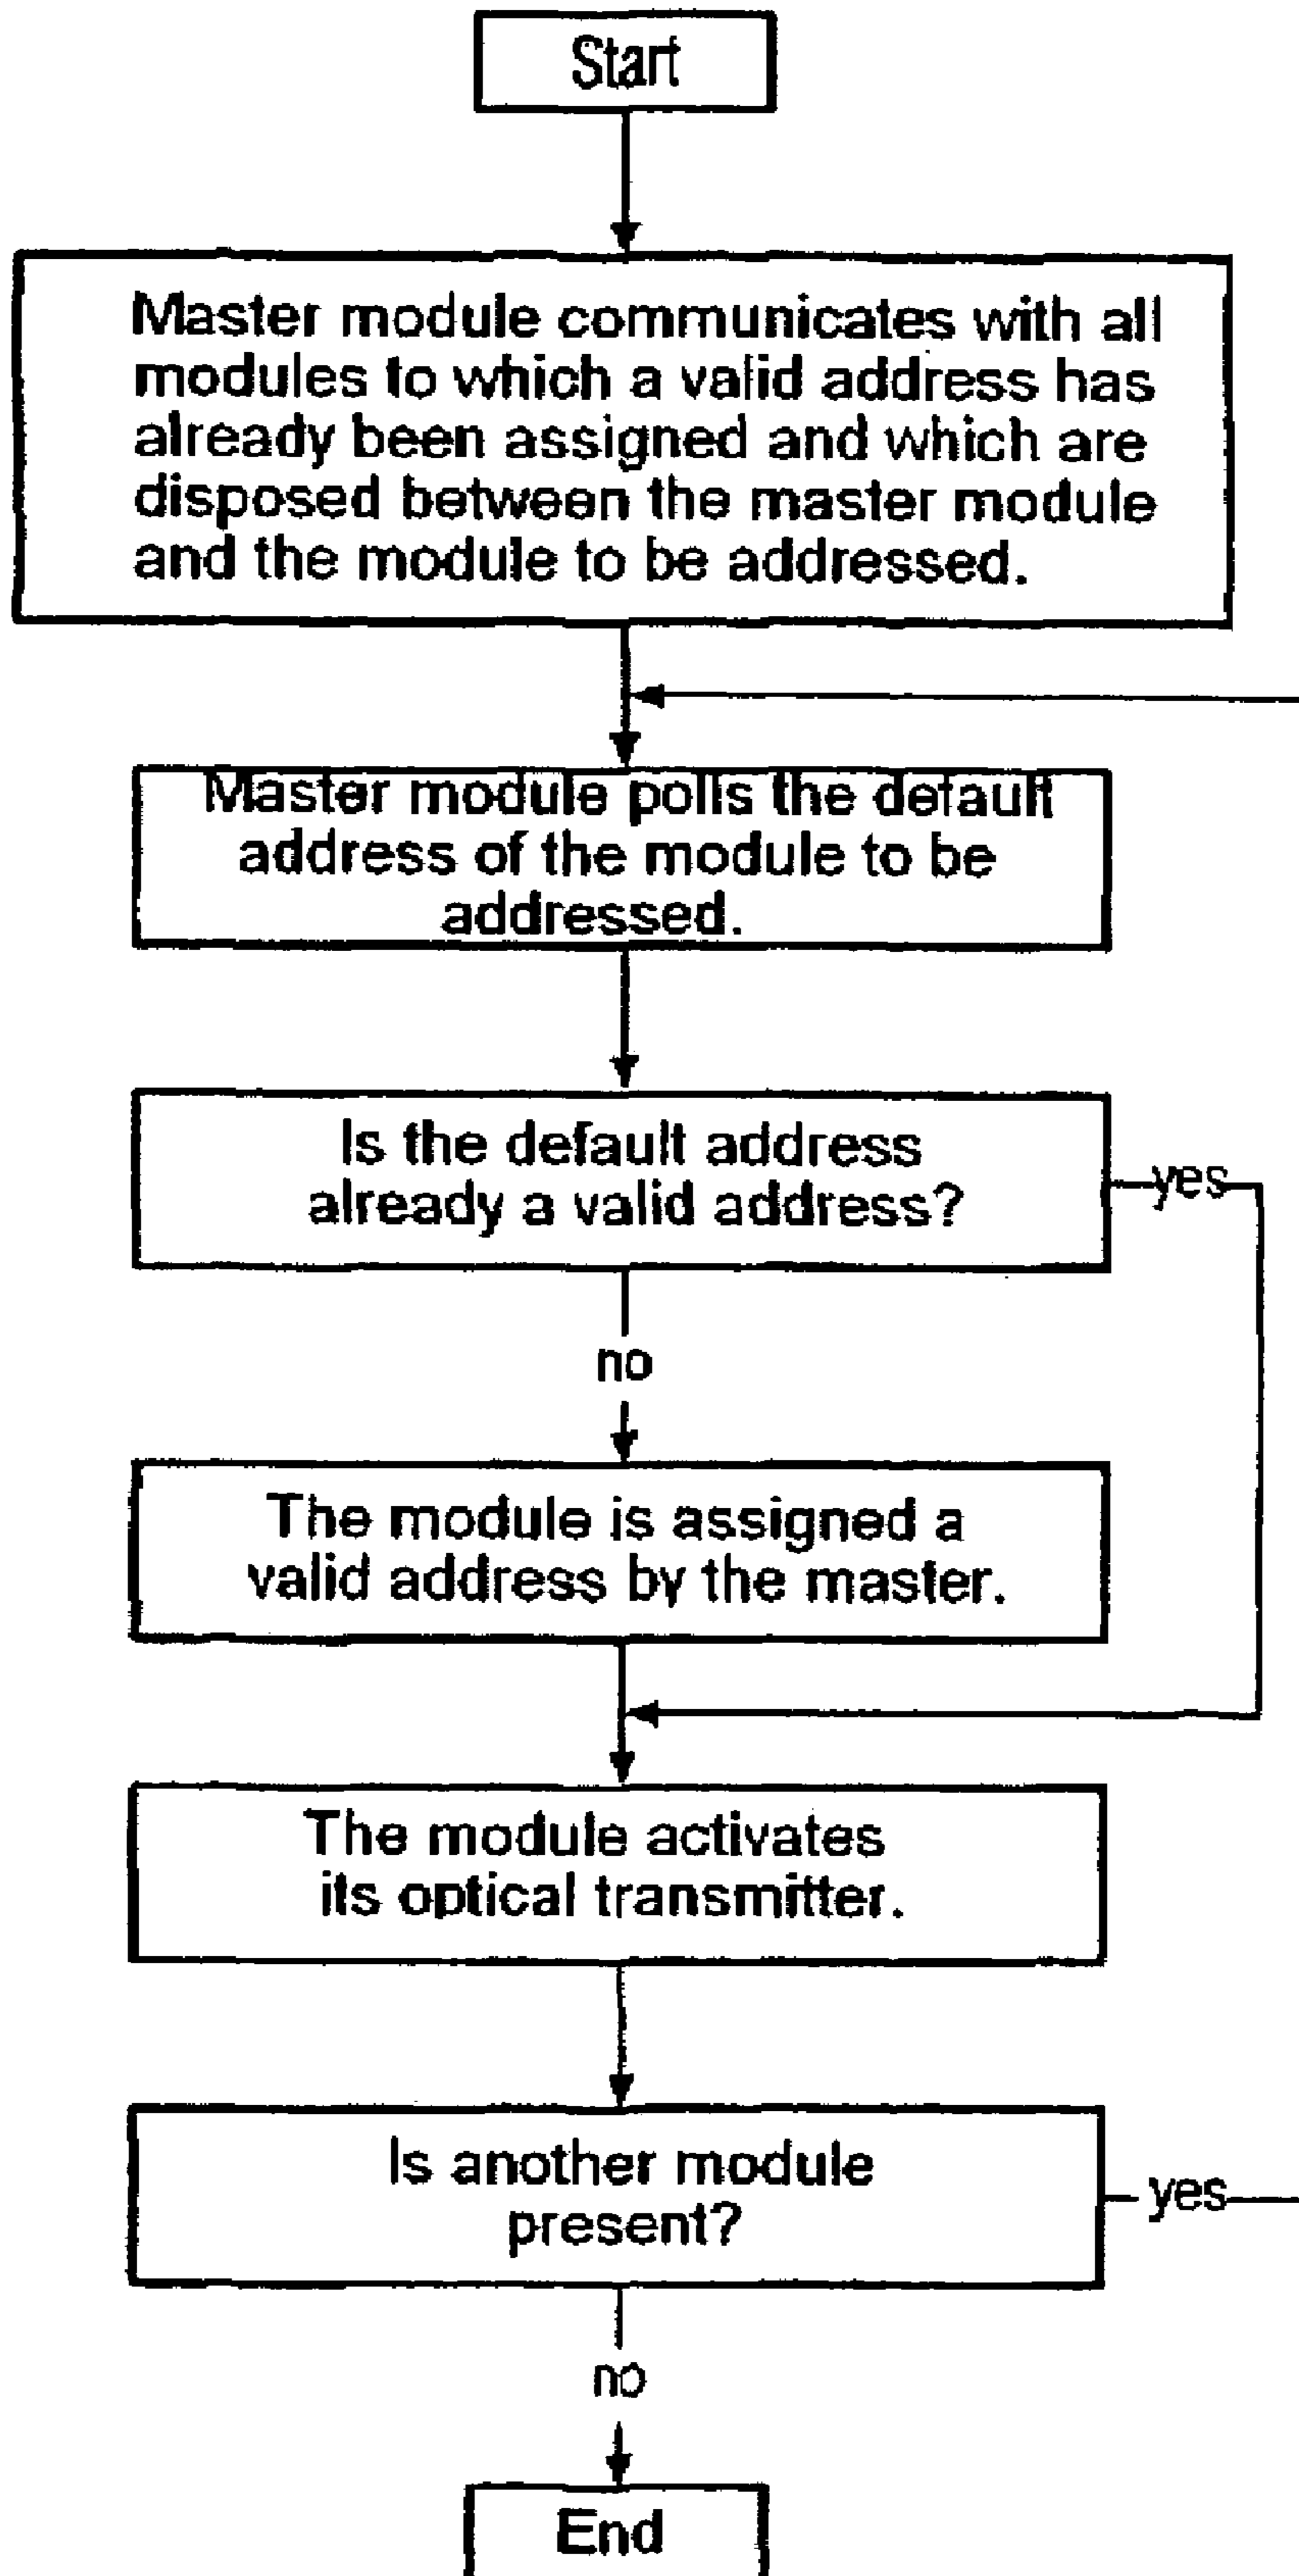 Start
Master module communicates with all
modules to which a valid address has
already been assigned and which are
disposed between the master module
and the module to be addressed.
Master module polls the default
address of the module to be
addressed.
Is the default address
already a valid address?
yes
no
The module is assigned a
valid address by the master.
The module activates
its optical transmitter.
Is another module
present?
yes
no
End